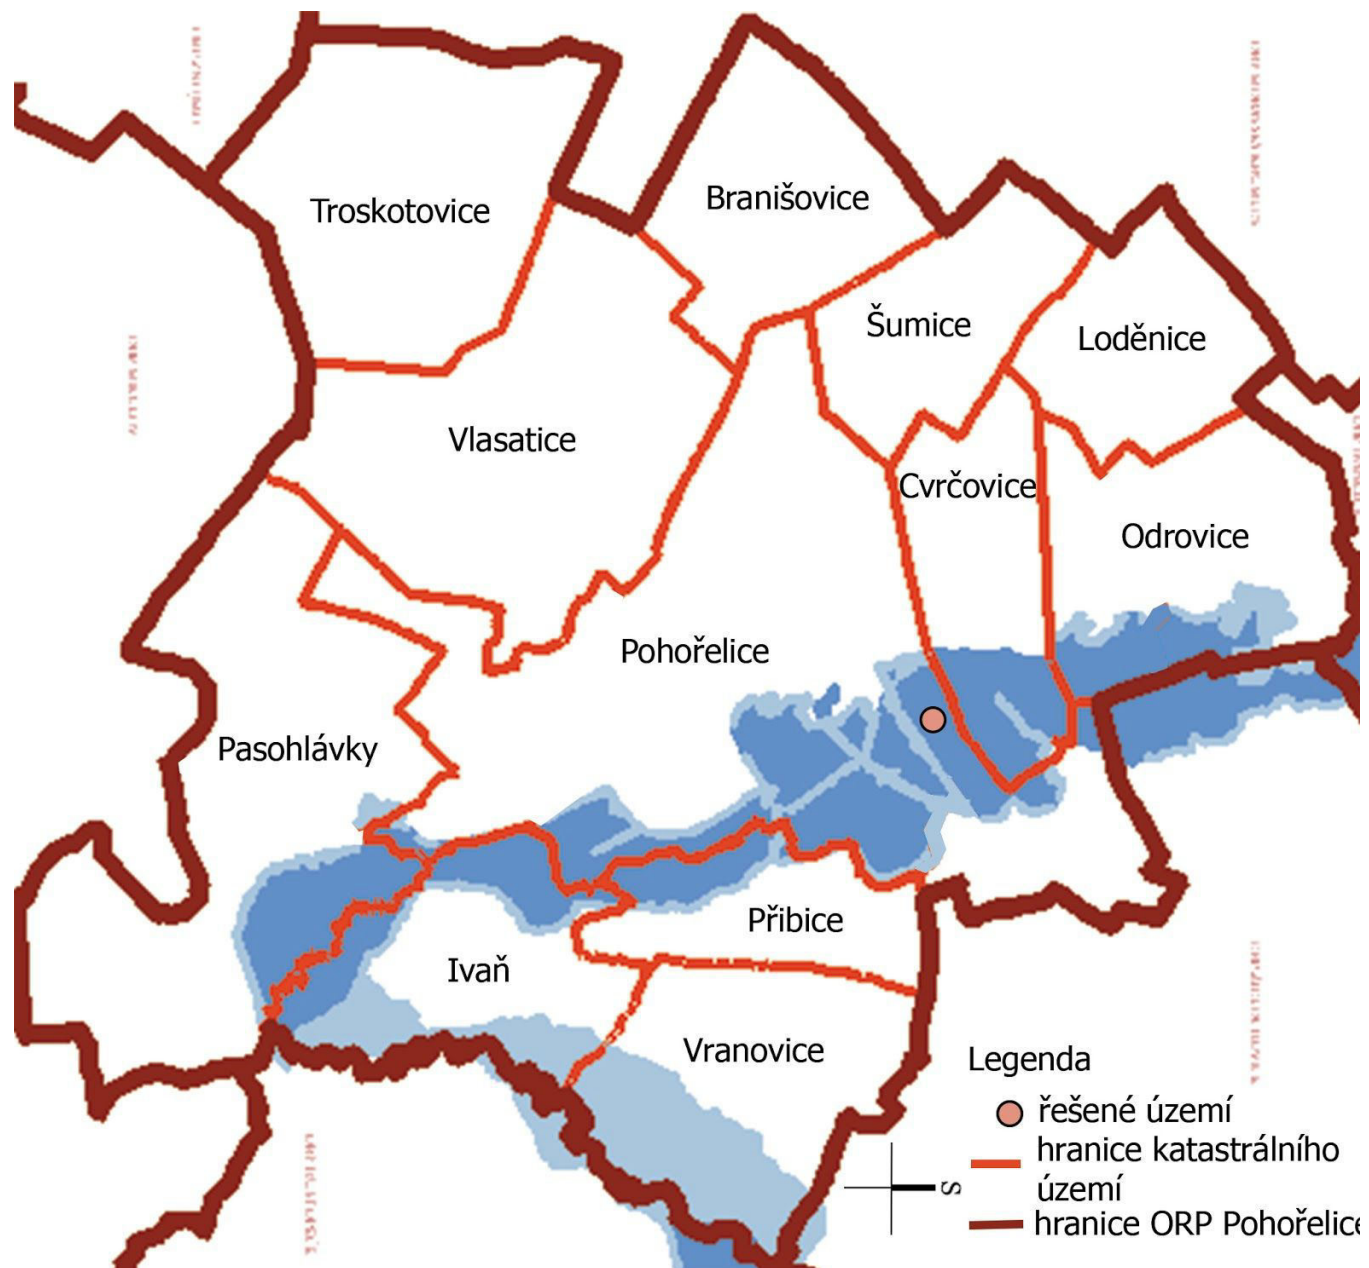 Branišovice
Troskotovice
Šumice
Loděnice
Vlasatice
Cvrčovice
Odrovice
Pohořelice
Pasohlávky
Přibice
Ivaň
Vranovice
Legenda
řešené území
hranice katastrálního
území
hranice ORP Pohořelice
S